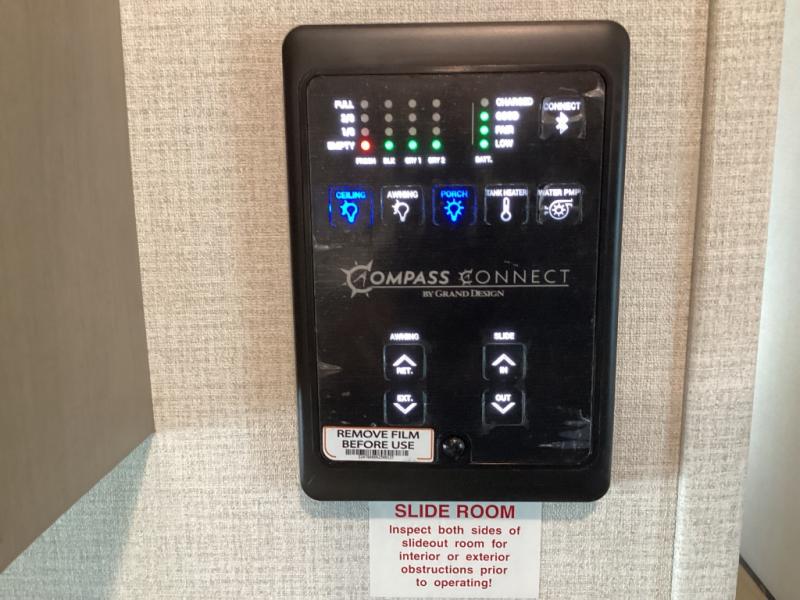 FULL
2/3
1/3
EMPTY
FRESH BLK GRY 1 GRY 2
CHARGED
GOOD
FAIR
LOW
BATT.
CONNECT
CEILING AWNING PORCH TANK HEATER WATER PMP
COMPASS CONNECT
BY GRAND DESIGN
AWNING SLIDE
RET. IN
EXT. OUT
REMOVE FILM
BEFORE USE
SLIDE ROOM
Inspect both sides of
slideout room for
interior or exterior
obstructions prior
to operating!